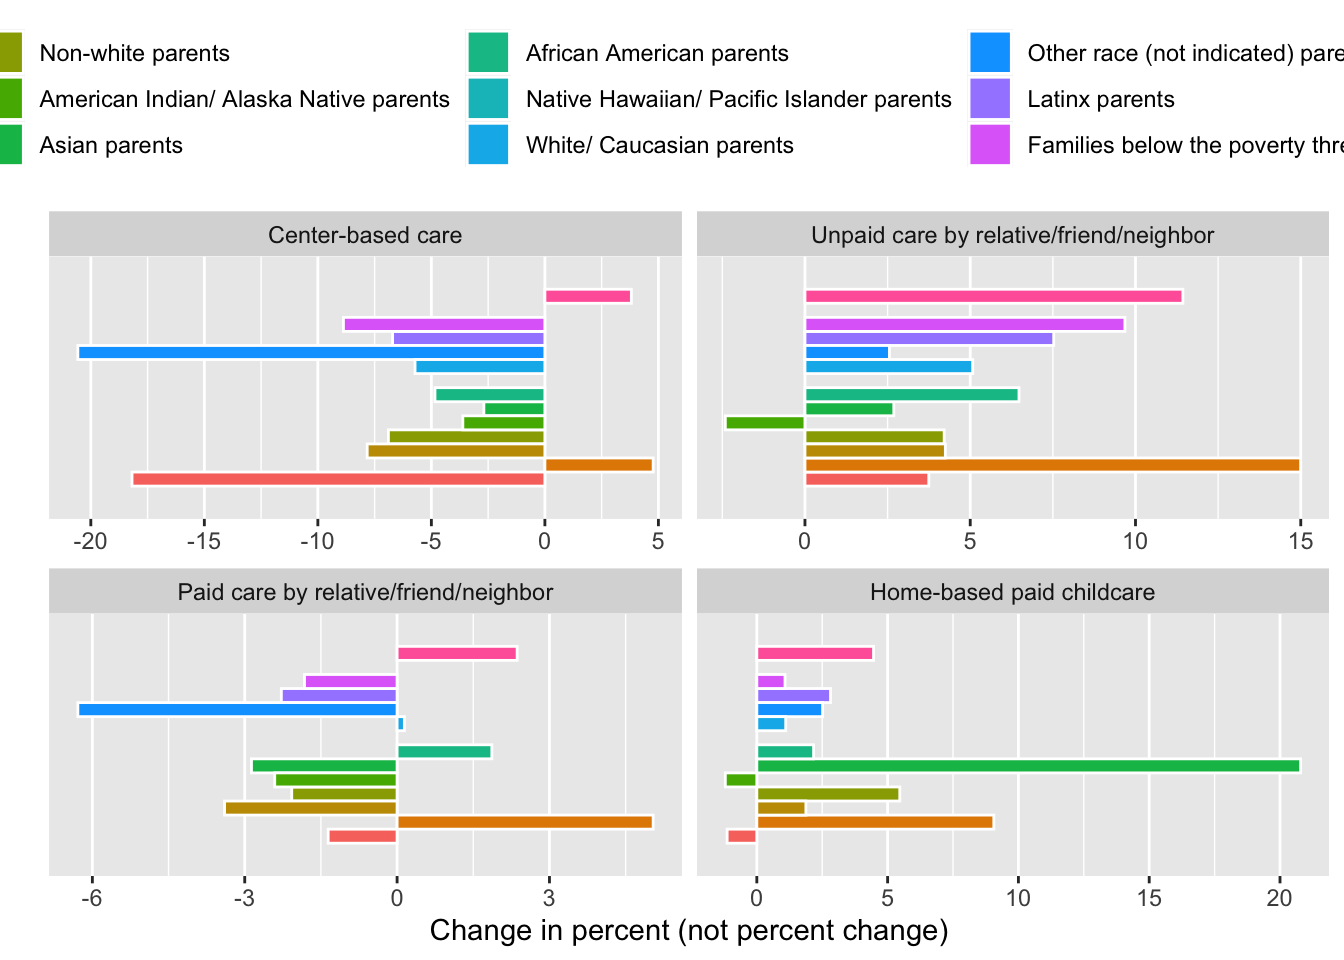 Non-white parents African American parents Other race (not indicated)
American Indian/ Alaska Native parents Native Hawaiian/ Pacific Islander parents Latinx parents
Asian parents White/ Caucasian parents Families below the poverty
Center-based care Unpaid care by relative/friend/neighbor
-20 -15 -10 -5 0 5 0 5 10 15
Paid care by relative/friend/neighbor Home-based paid childcare
-6 -3 0 3 0 5 10 15 20
Change in percent (not percent change)